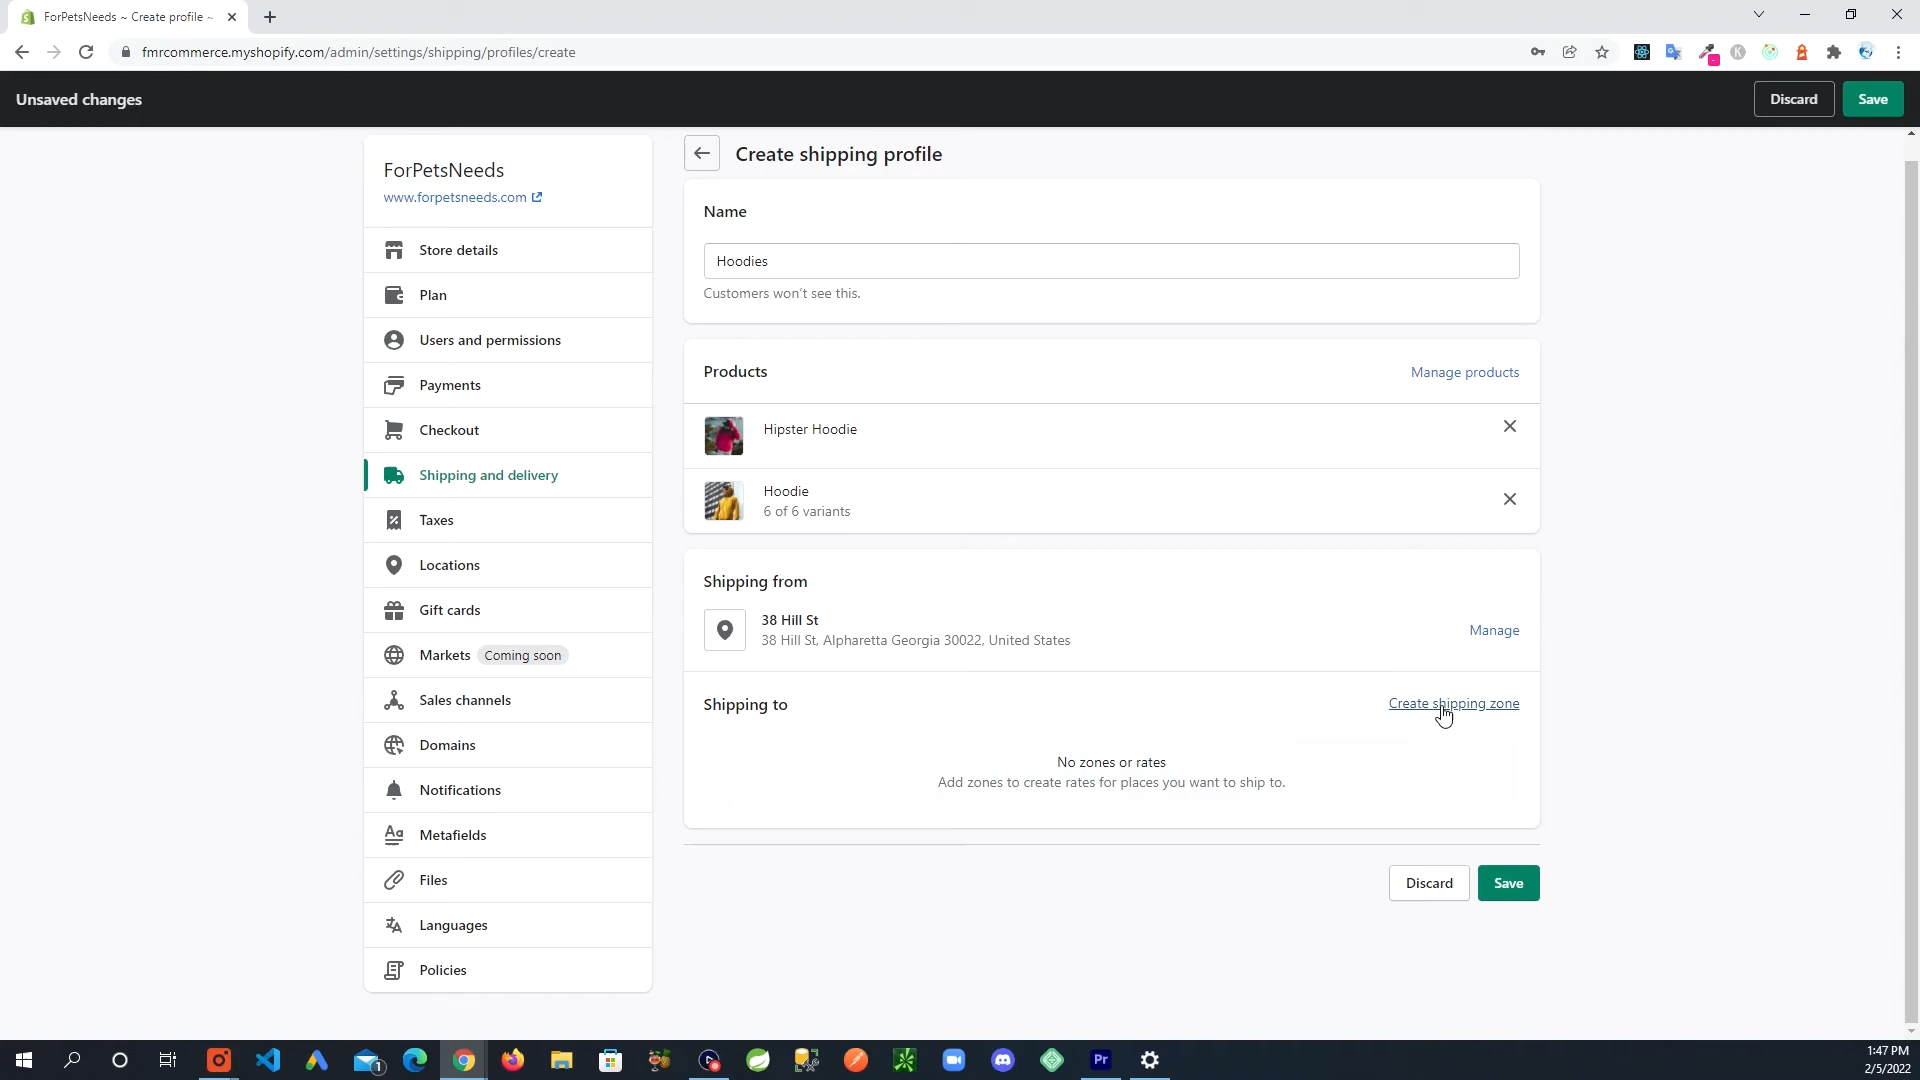 ForPetsNeeds ~ Create profile ~
fmrcommerce.myshopify.com/admin/settings/shipping/profiles/create
Unsaved changes
Discard
Save
ForPetsNeeds
www.forpetsneeds.com
Store details
Plan
Users and permissions
Payments
Checkout
Shipping and delivery
Taxes
Locations
Gift cards
Markets Coming soon
Sales channels
Domains
Notifications
Metafields
Files
Languages
Policies
Create shipping profile
Name
Hoodies
Customers won't see this.
Products
Manage products
Hipster Hoodie
Hoodie
6 of 6 variants
Shipping from
38 Hill St
38 Hill St, Alpharetta Georgia 30022, United States
Manage
Shipping to
Create shipping zone
No zones or rates
Add zones to create rates for places you want to ship to.
Discard
Save
1
Pr
1:47 PM
2/5/2022